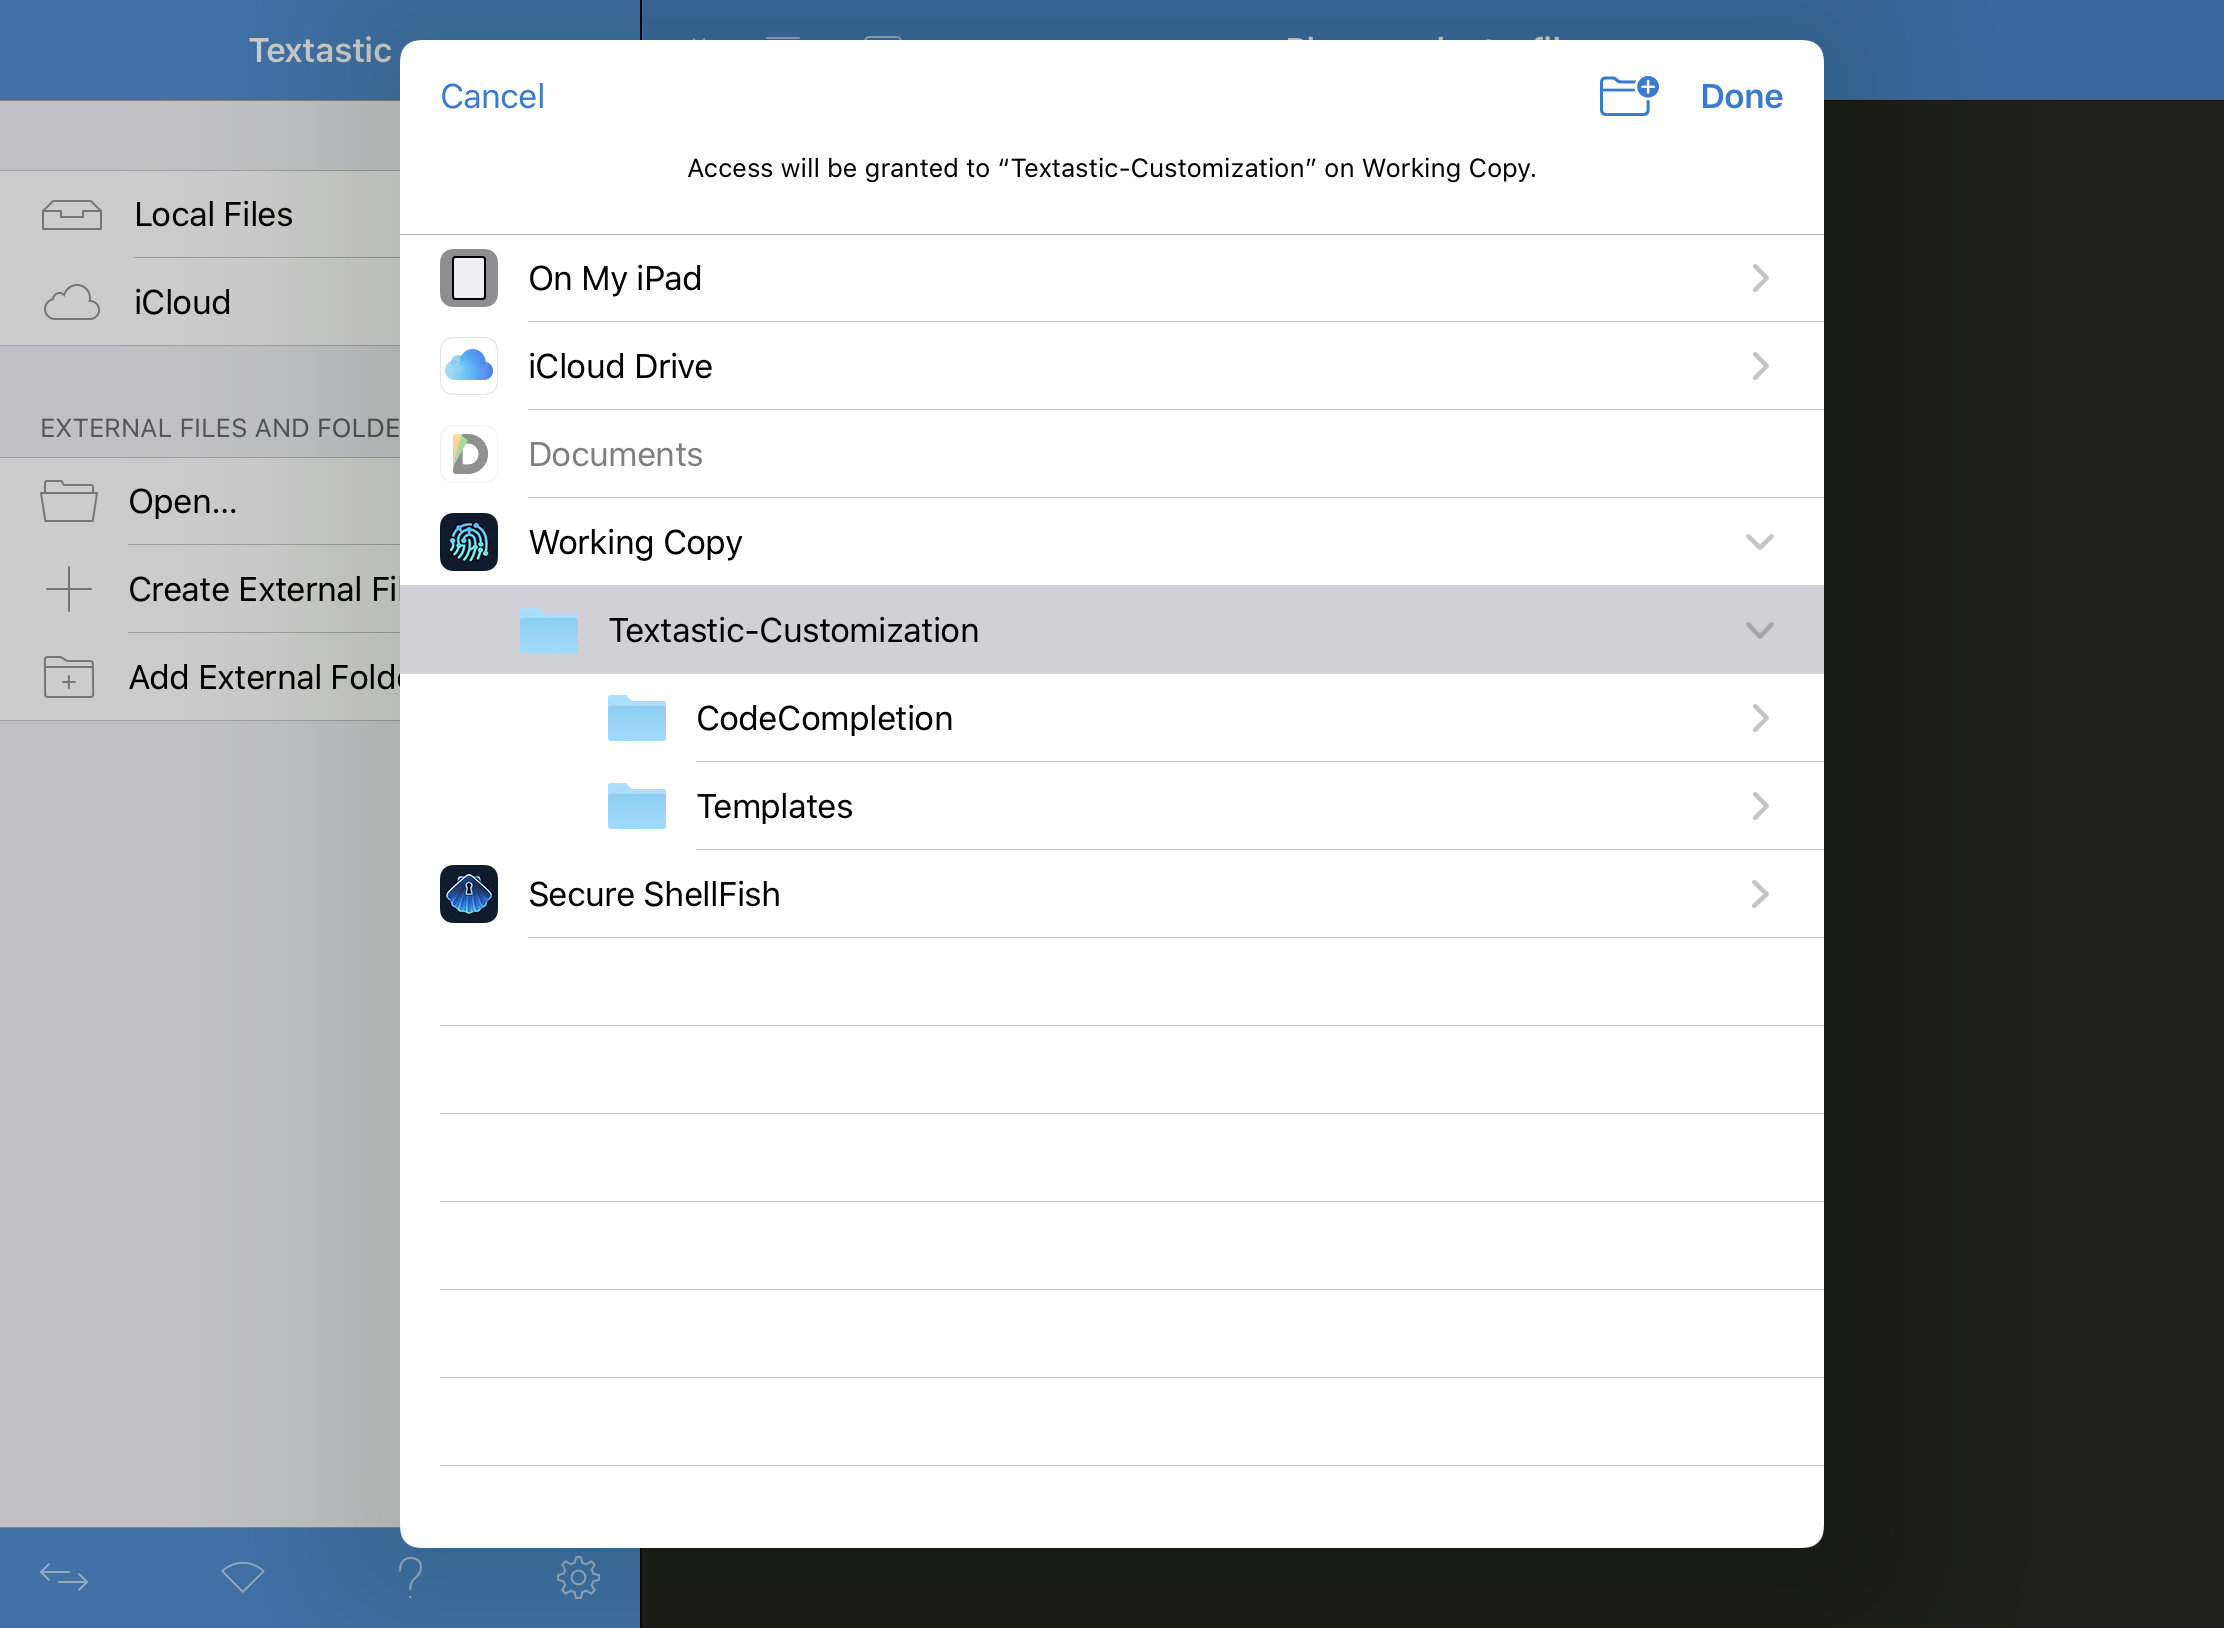 Textastic
Local Files
iCloud
EXTERNAL FILES AND FOLDE
Open...
Create External Fi
Add External Folde
Cancel
Done
Access will be granted to “Textastic-Customization” on Working Copy.
On My iPad
iCloud Drive
Documents
Working Copy
Textastic-Customization
CodeCompletion
Templates
Secure ShellFish